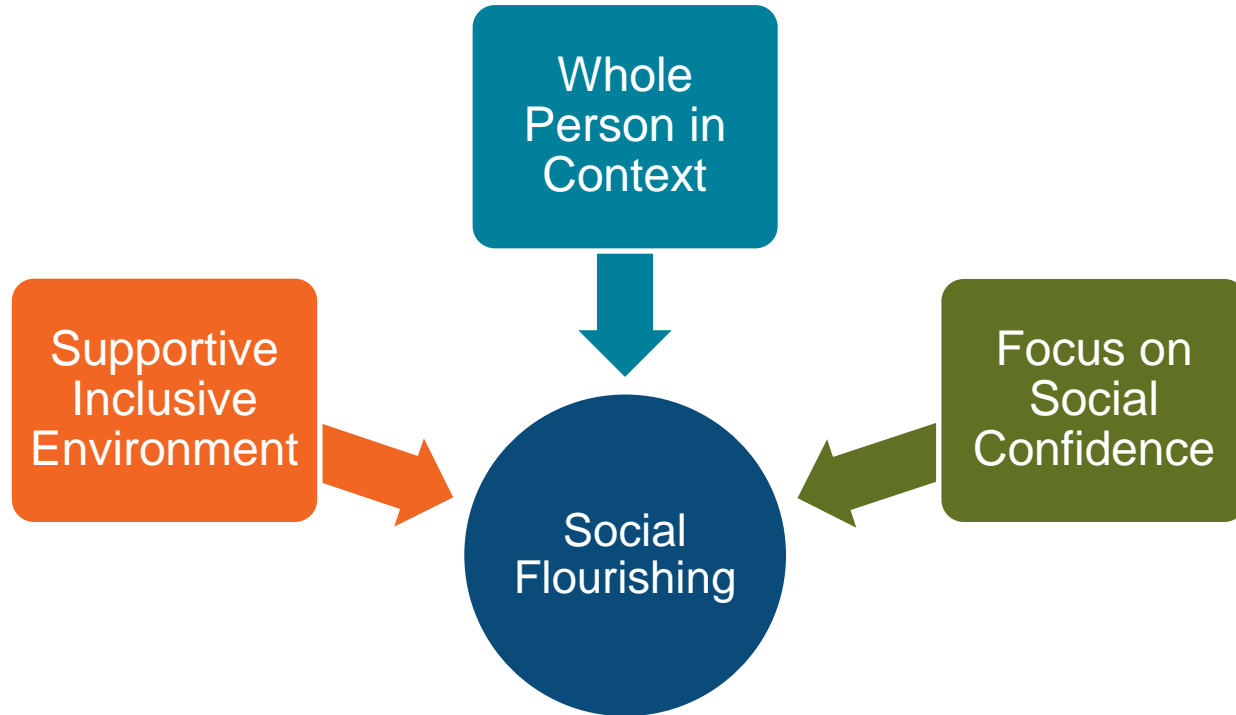 Whole
Person in
Context
Supportive
Inclusive
Environment
Focus on
Social
Confidence
Social
Flourishing